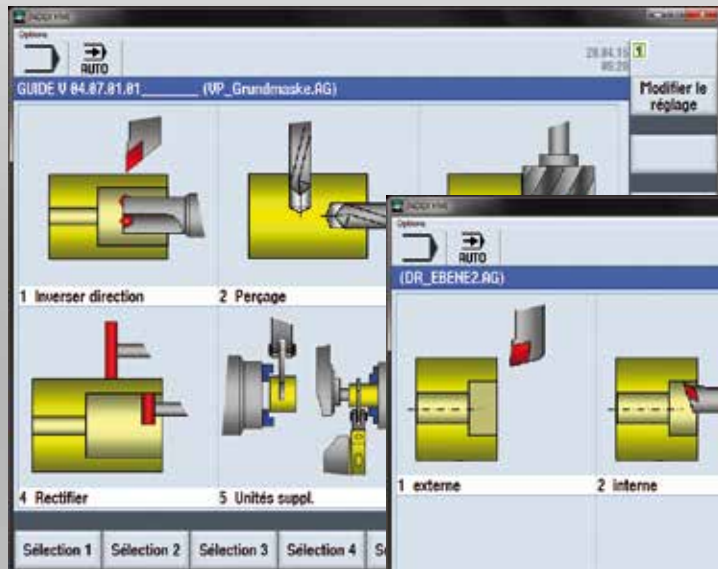 Options
AUTO
28.04.15 1
GUIDE V 04.07.01.01_______ (VP_Grundmaske.AG)
Modifier le
réglage
1 Inverser direction
2 Perçage
4 Rectifier
5 Unités suppl.
Sélection 1
Sélection 2
Sélection 3
Sélection 4
Options
AUTO
(DR_EBENE2.AG)
1 externe
2 interne